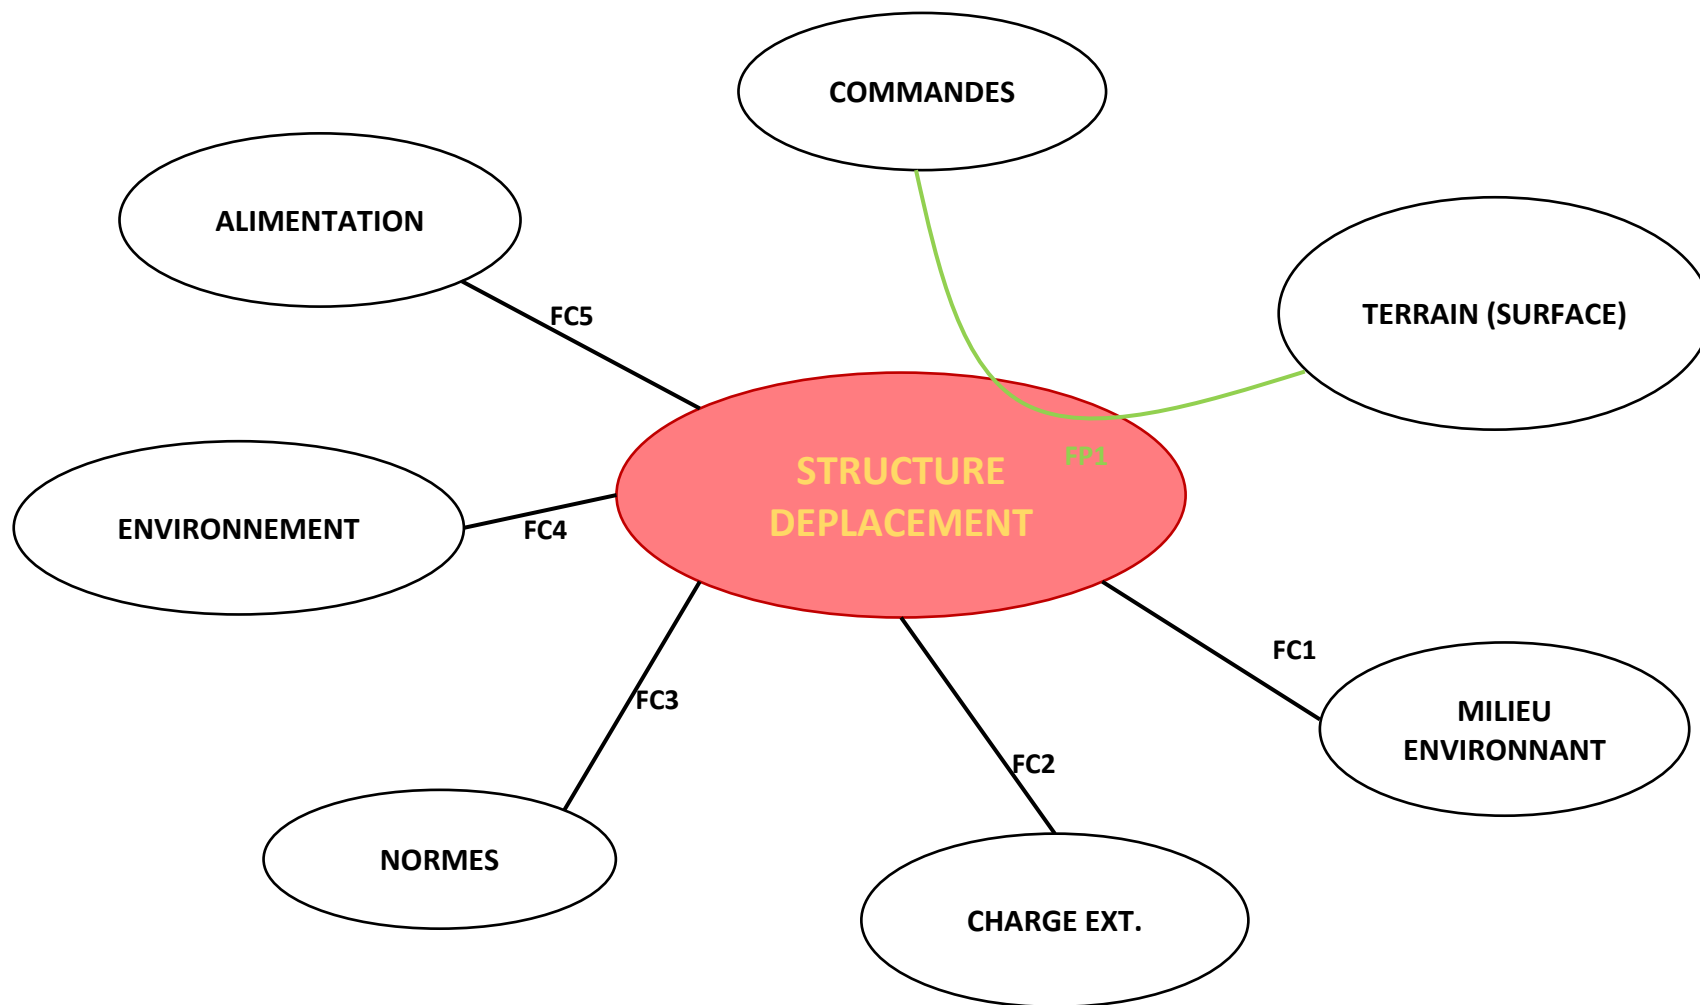 COMMANDES
ALIMENTATION
TERRAIN (SURFACE)
FC5
FP1
STRUCTURE
DEPLACEMENT
ENVIRONNEMENT
FC4
FC1
FC3
MILIEU
ENVIRONNANT
FC2
NORMES
CHARGE EXT.